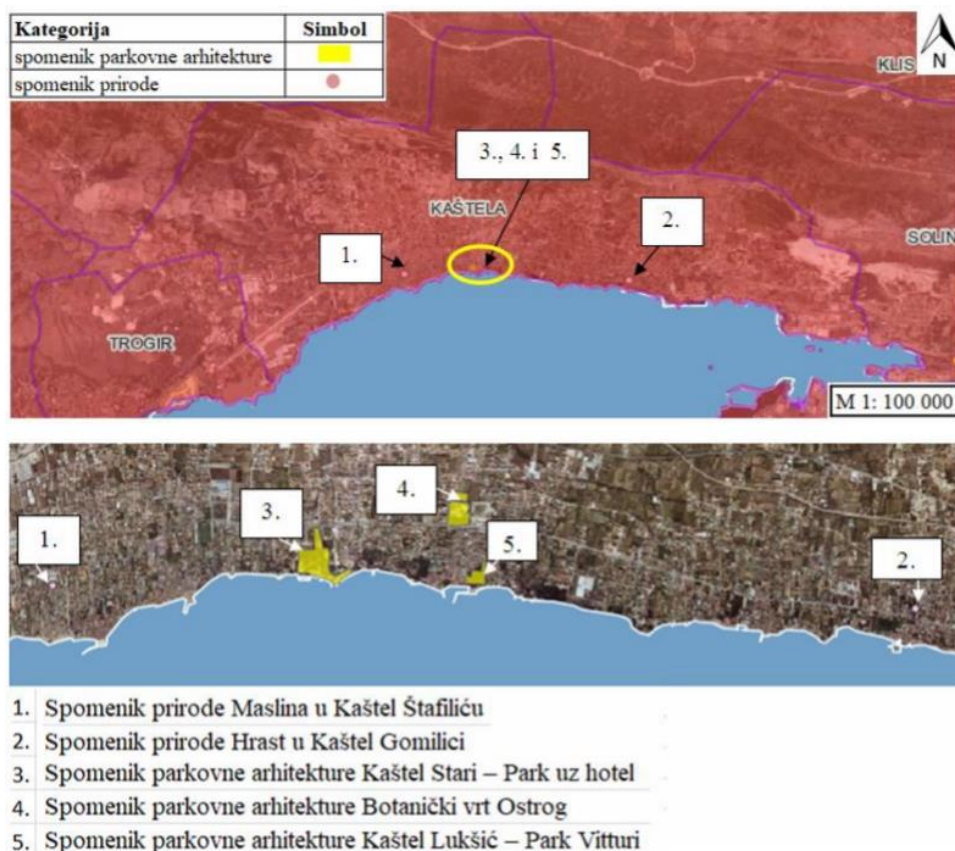 Kategorija Simbol
spomenik parkovne arhitekture
spomenik prirode
N
KLIS
3., 4. i 5.
KAŠTELA
2.
1.
SOLIN
TROGIR
M 1: 100 000
4.
3.
1.
5.
2.
1. Spomenik prirode Maslina u Kaštel Štafiliću
2. Spomenik prirode Hrast u Kaštel Gomilici
3. Spomenik parkovne arhitekture Kaštel Stari – Park uz hotel
4. Spomenik parkovne arhitekture Botanički vrt Ostrog
5. Spomenik parkovne arhitekture Kaštel Lukšić – Park Vitturi